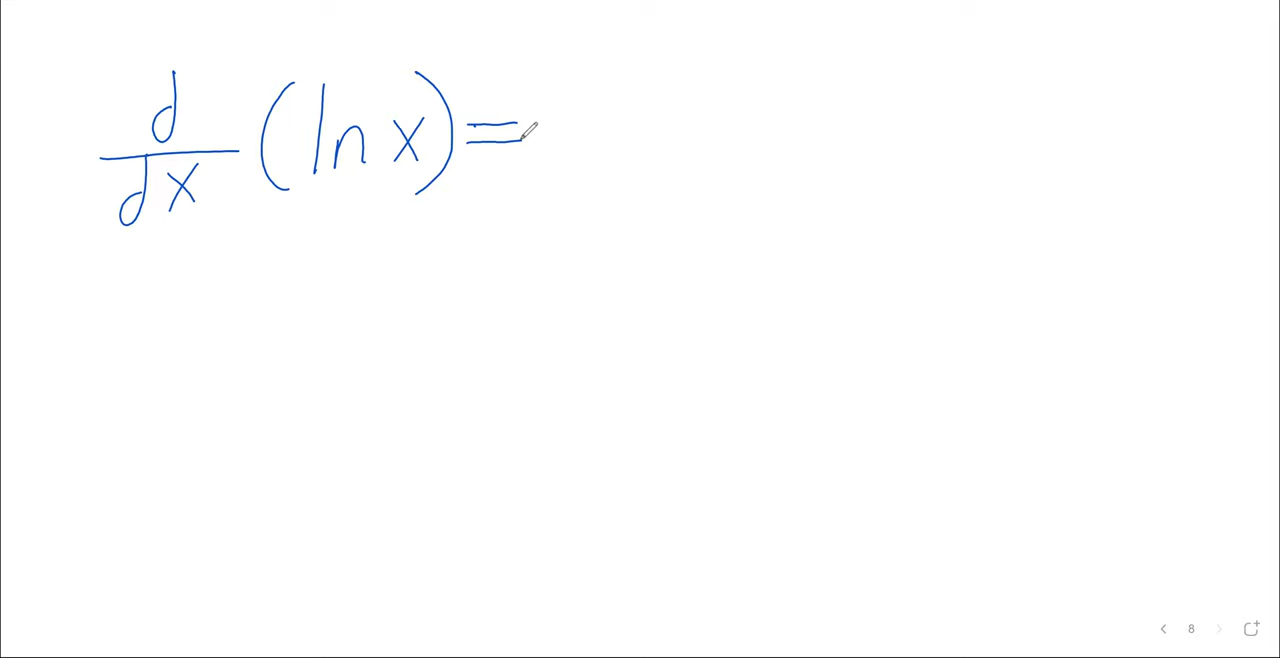 d/dx (ln x) =
8